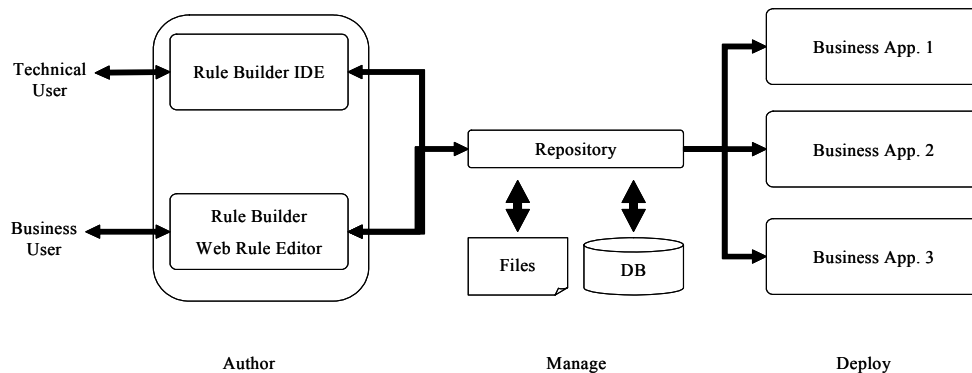 Technical
User
Rule Builder IDE
Business
User
Rule Builder
Web Rule Editor
Repository
Files
DB
Business App. 1
Business App. 2
Business App. 3
Author
Manage
Deploy